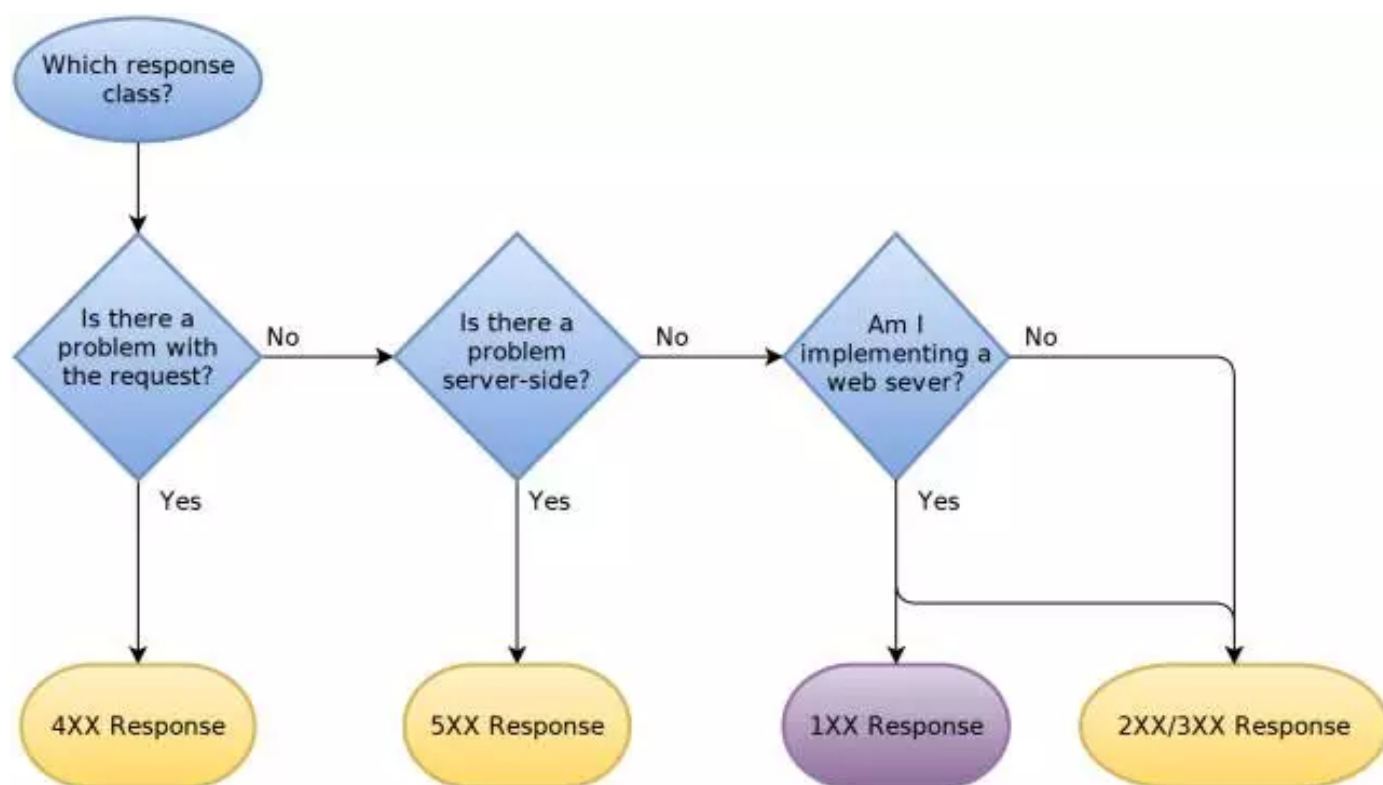 Which response
class?
Is there a
problem with
the request?
No
Is there a
problem
server-side?
No
Am I
implementing a
web sever?
No
Yes
Yes
Yes
4XX Response
5XX Response
1XX Response
2XX/3XX Response